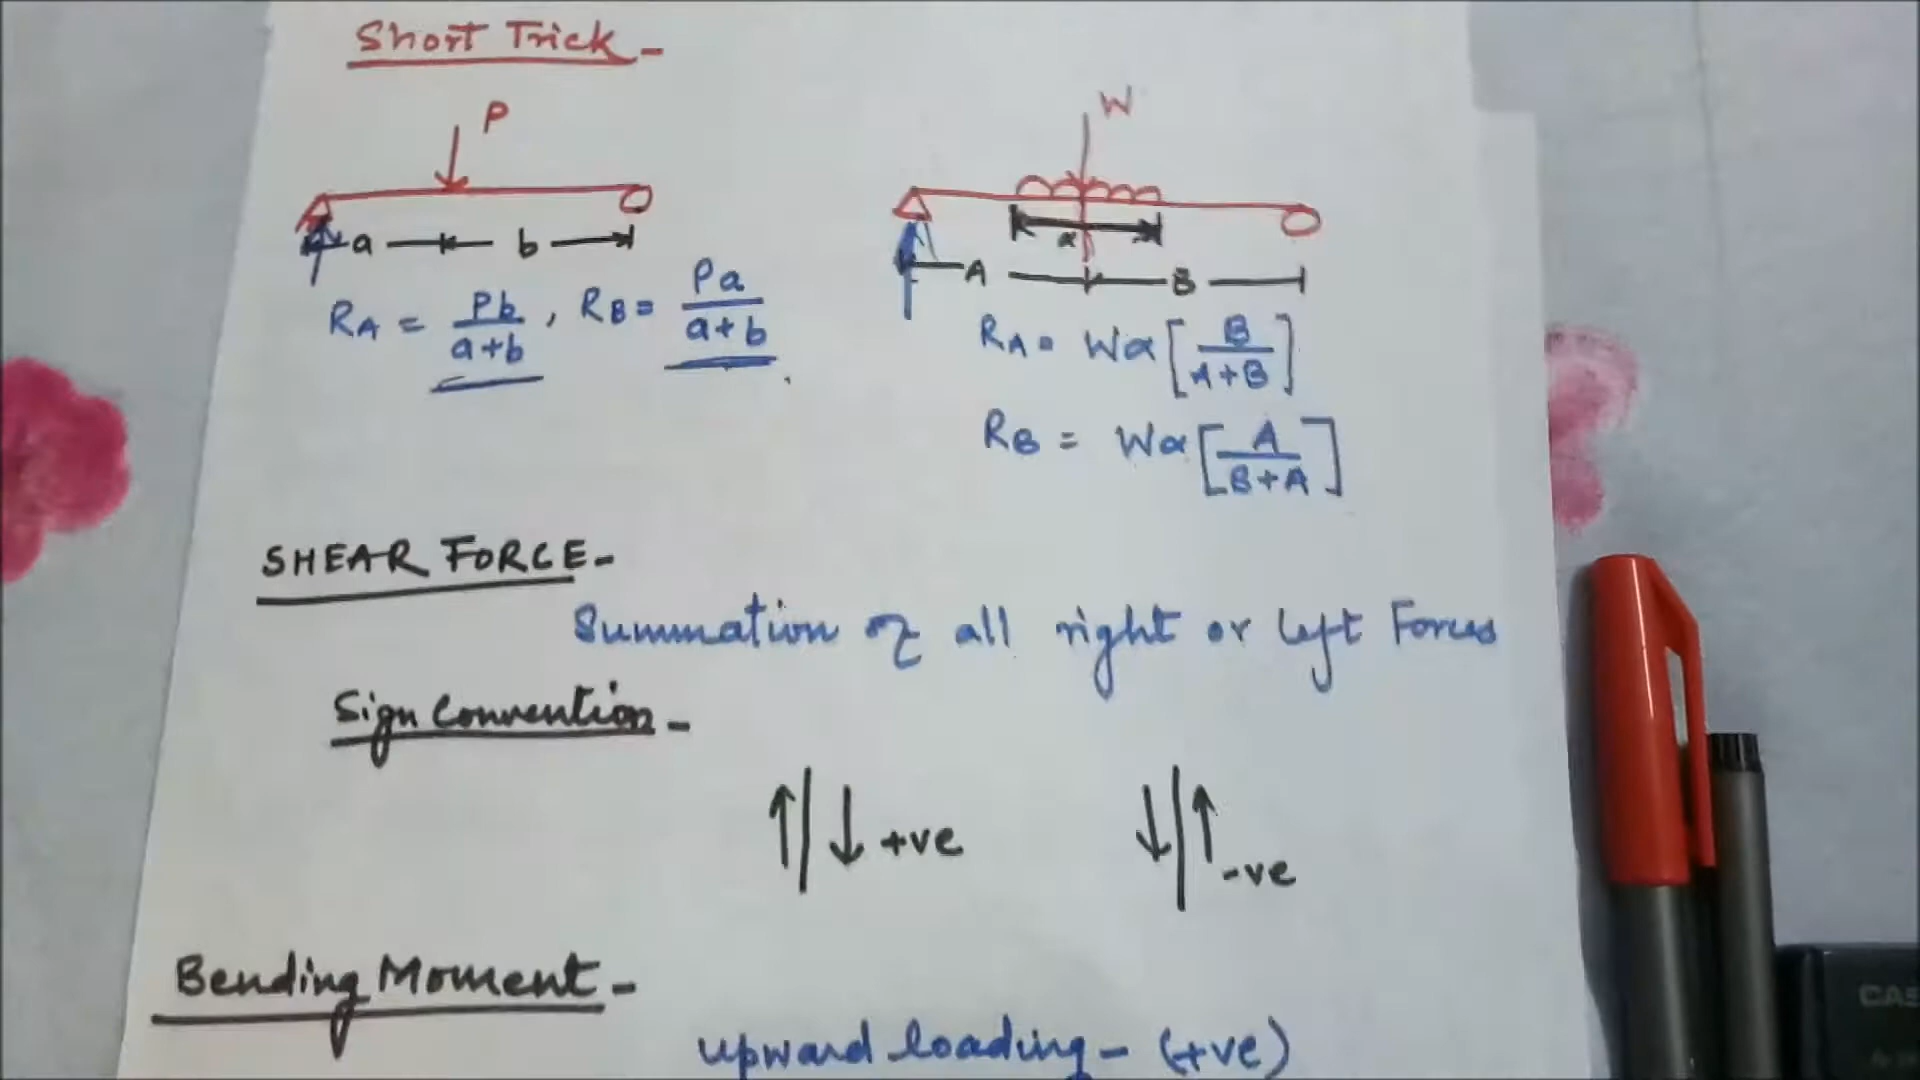 Short Trick -
P
W
a b
α
A B
RA = Pb/a+b , RB = Pa/a+b .
RA = Wα [B/A+B]
RB = Wα [A/B+A]
SHEAR FORCE -
Summation of all right or left Forces
Sign Convention -
↑|↓ +ve ↓|↑ -ve
Bending Moment -
upward loading - (+ve)
CAS